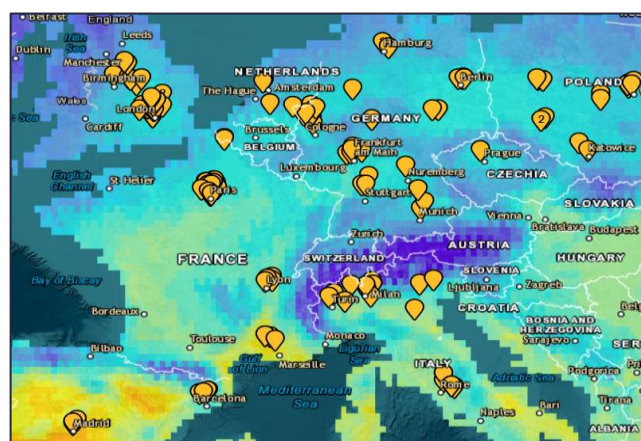 Belfast
ENGLAND
Irish
Sea
Leeds
Hamburg
Dublin
Manchester
Birmingham
NETHERLANDS
Amsterdam
Berlin
POLAND
Wales
London
The Hague
Cardiff
GERMANY
2
Brussels
Cologne
BELGIUM
Frankfurt
am Main
Prague
Katowice
English
Channel
St Helier
Luxembourg
Nuremberg
CZECHIA
Paris
Stuttgart
SLOVAKIA
Munich
Vienna
Bratislava
Zurich
Budapest
AUSTRIA
FRANCE
SWITZERLAND
HUNGARY
Bay of Biscay
Lyon
SLOVENIA
Ljubljana
Zagreb
Turin
Milan
CROATIA
Bordeaux
BOSNIA AND
HERZEGOVINA
Sarajevo
Toulouse
Monaco
Ligurian
Sea
Bilbao
Gulf
of Lion
Marseille
ITALY
Adriatic Sea
Podgorica
Barcelona
Mediterranean
Sea
Rome
Tirana
Madrid
Naples
Bari
ALBANIA